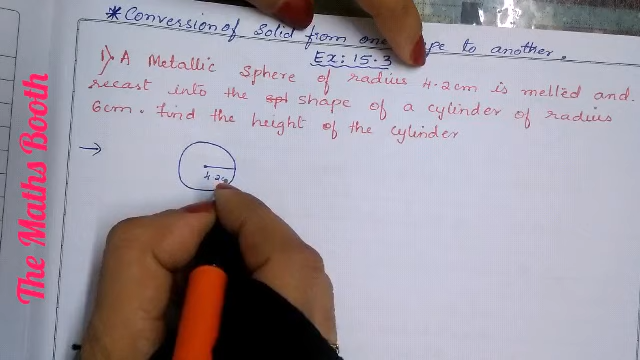 * Conversion of Solid from one to another.
Ex: 15.3
1) A Metallic Sphere of radius 4.2cm is melled and
recast into the shape of a cylinder of radius
6cm. find the height of the cylinder
→
4.2cm
The Maths Booth